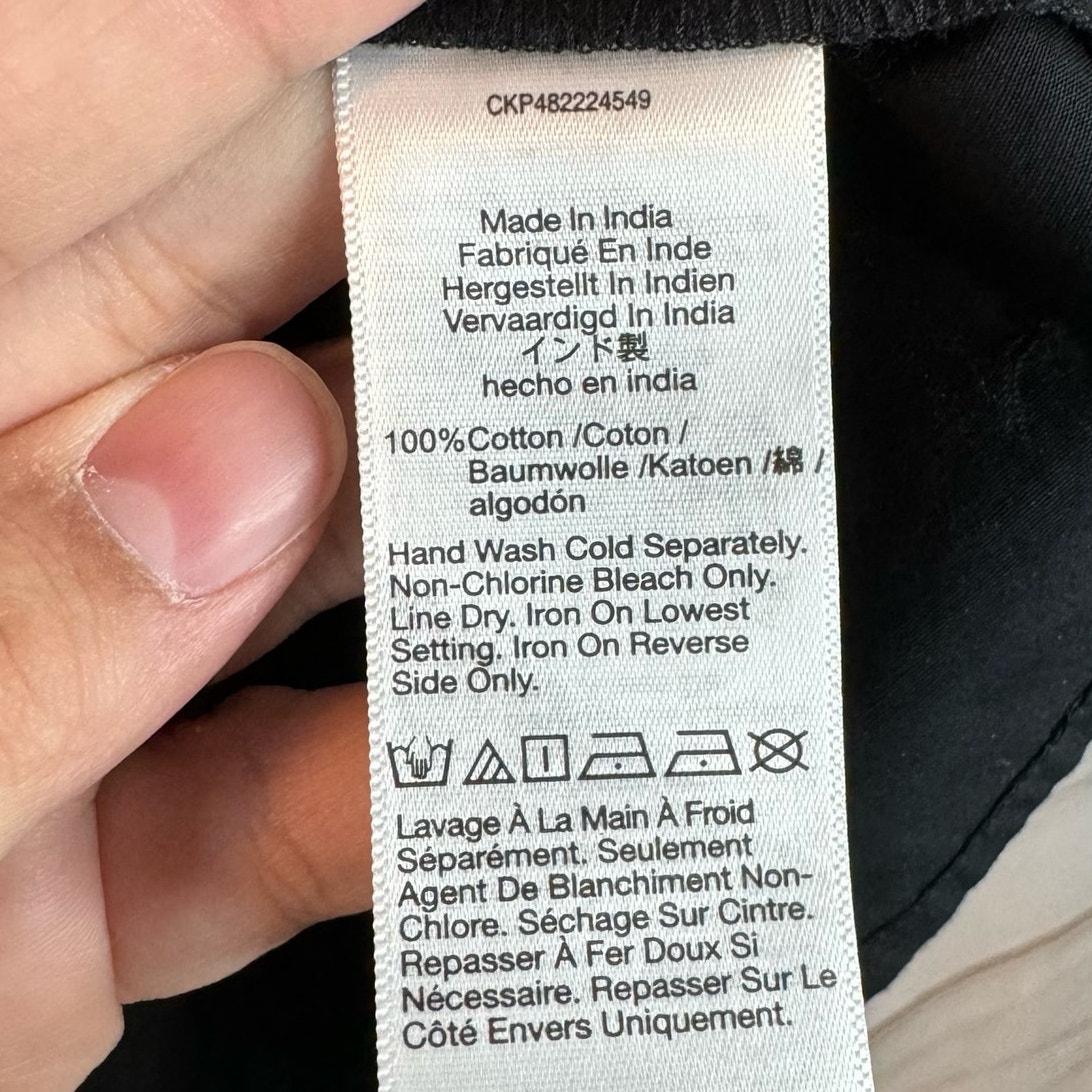 CKP482224549
Made In India
Fabriqué En Inde
Hergestellt In Indien
Vervaardigd In India
インド製
hecho en india
100%Cotton /Coton /
Baumwolle /Katoen /綿 /
algodón
Hand Wash Cold Separately.
Non-Chlorine Bleach Only.
Line Dry. Iron On Lowest
Setting. Iron On Reverse
Side Only.
Lavage À La Main À Froid
Séparément. Seulement
Agent De Blanchiment Non-
Chlore. Séchage Sur Cintre.
Repasser À Fer Doux Si
Nécessaire. Repasser Sur Le
Côté Envers Uniquement.